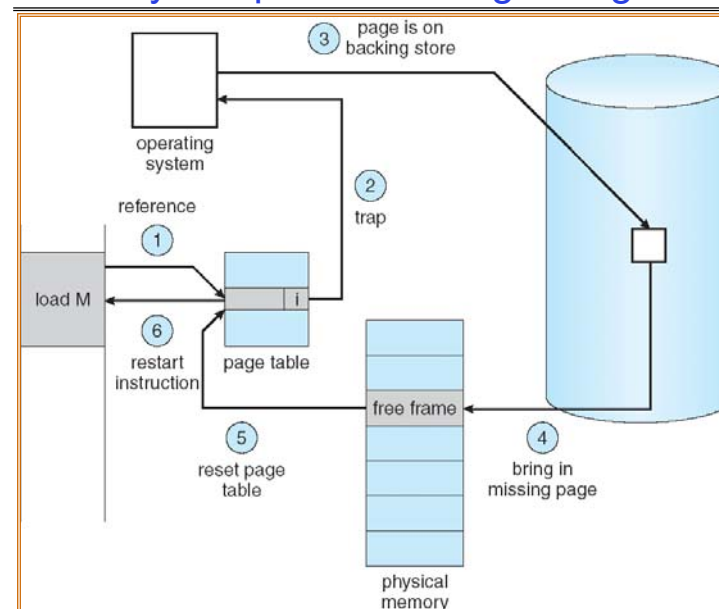 3
page is on
backing store
operating
system
2
trap
reference
1
load M
i
6
restart
instruction
page table
free frame
5
reset page
table
4
bring in
missing page
physical
memory